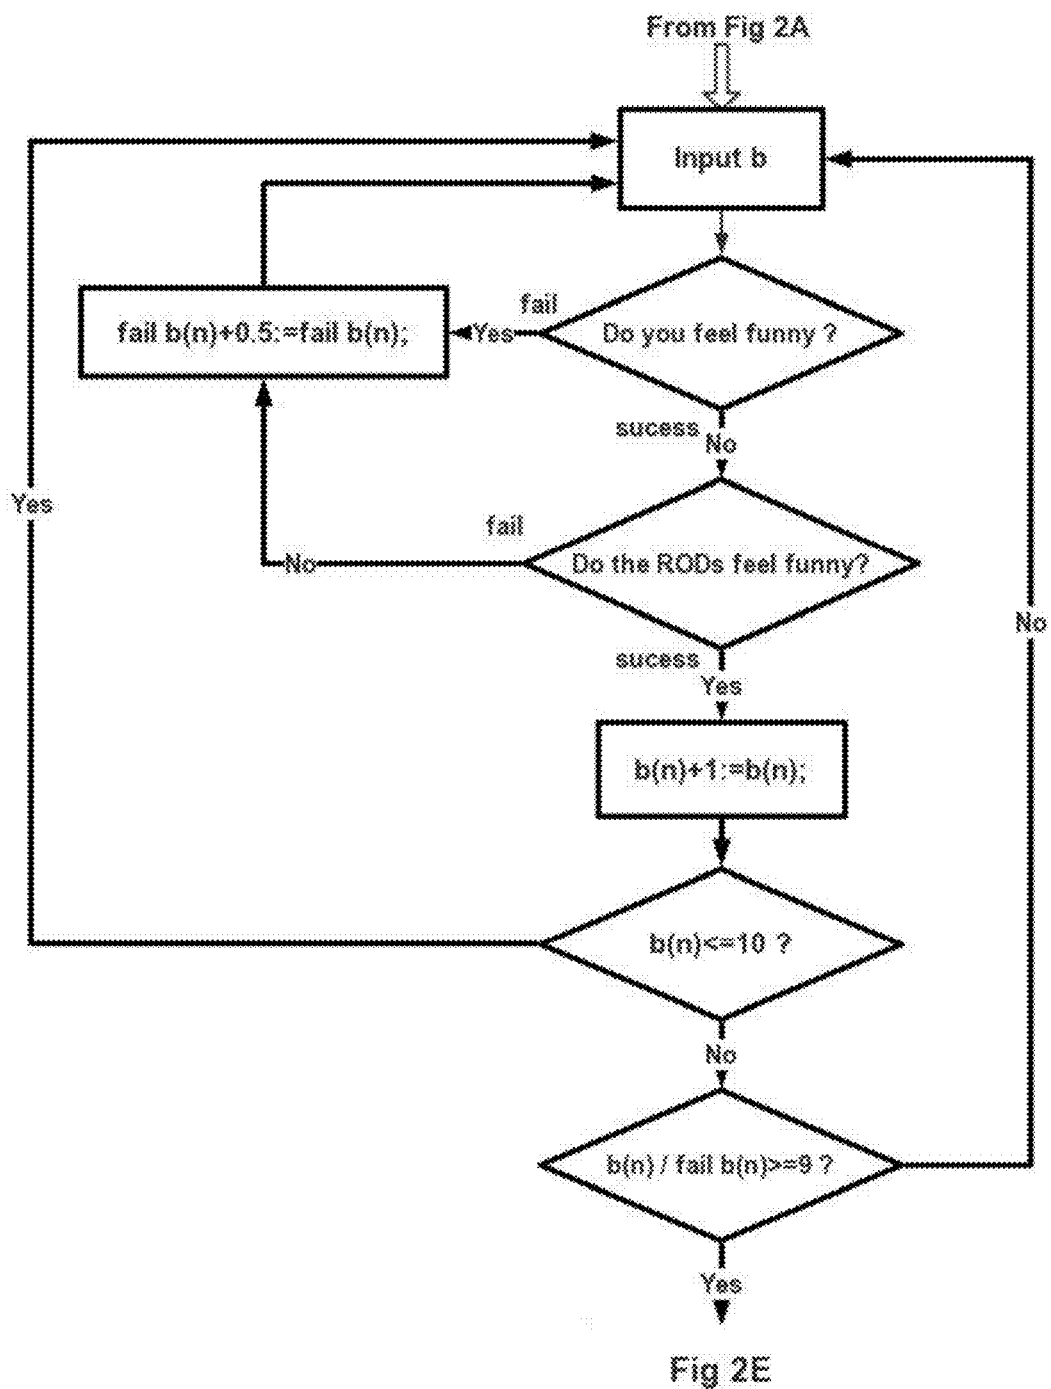 From Fig 2A
Input b
fail
Yes
Do you feel funny ?
fail b(n)+0.5:=fail b(n);
sucess
No
Yes
fail
No
Do the RODs feel funny?
No
sucess
Yes
b(n)+1:=b(n);
b(n)<=10 ?
No
b(n) / fail b(n)>=9 ?
Yes
Fig 2E